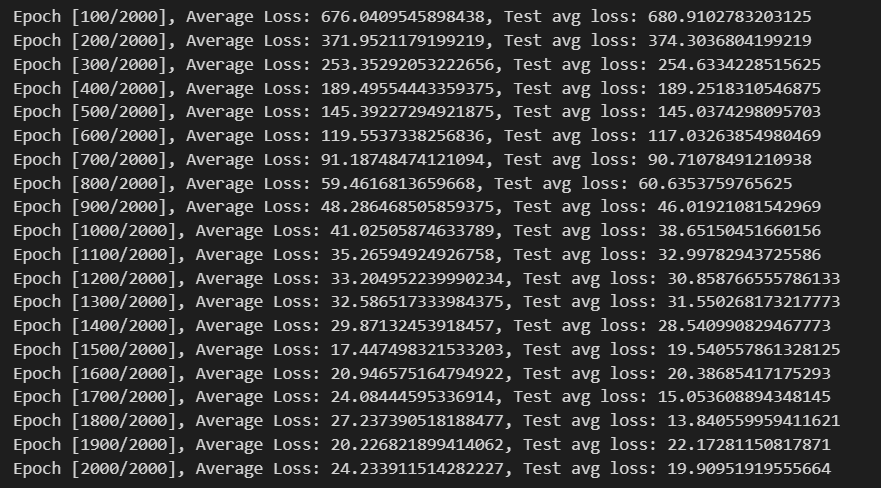 Epoch [100/2000], Average Loss: 676.0409545898438, Test avg loss: 680.9102783203125
Epoch [200/2000], Average Loss: 371.9521179199219, Test avg loss: 374.3036804199219
Epoch [300/2000], Average Loss: 253.35292053222656, Test avg loss: 254.6334228515625
Epoch [400/2000], Average Loss: 189.49554443359375, Test avg loss: 189.2518310546875
Epoch [500/2000], Average Loss: 145.39227294921875, Test avg loss: 145.0374298095703
Epoch [600/2000], Average Loss: 119.5537338256836, Test avg loss: 117.03263854980469
Epoch [700/2000], Average Loss: 91.18748474121094, Test avg loss: 90.71078491210938
Epoch [800/2000], Average Loss: 59.4616813659668, Test avg loss: 60.6353759765625
Epoch [900/2000], Average Loss: 48.286468505859375, Test avg loss: 46.01921081542969
Epoch [1000/2000], Average Loss: 41.02505874633789, Test avg loss: 38.65150451660156
Epoch [1100/2000], Average Loss: 35.26594924926758, Test avg loss: 32.99782943725586
Epoch [1200/2000], Average Loss: 33.204952239990234, Test avg loss: 30.858766555786133
Epoch [1300/2000], Average Loss: 32.586517333984375, Test avg loss: 31.550268173217773
Epoch [1400/2000], Average Loss: 29.87132453918457, Test avg loss: 28.540990829467773
Epoch [1500/2000], Average Loss: 17.447498321533203, Test avg loss: 19.540557861328125
Epoch [1600/2000], Average Loss: 20.946575164794922, Test avg loss: 20.38685417175293
Epoch [1700/2000], Average Loss: 24.08444595336914, Test avg loss: 15.053608894348145
Epoch [1800/2000], Average Loss: 27.237390518188477, Test avg loss: 13.840559959411621
Epoch [1900/2000], Average Loss: 20.226821899414062, Test avg loss: 22.17281150817871
Epoch [2000/2000], Average Loss: 24.233911514282227, Test avg loss: 19.90951919555664